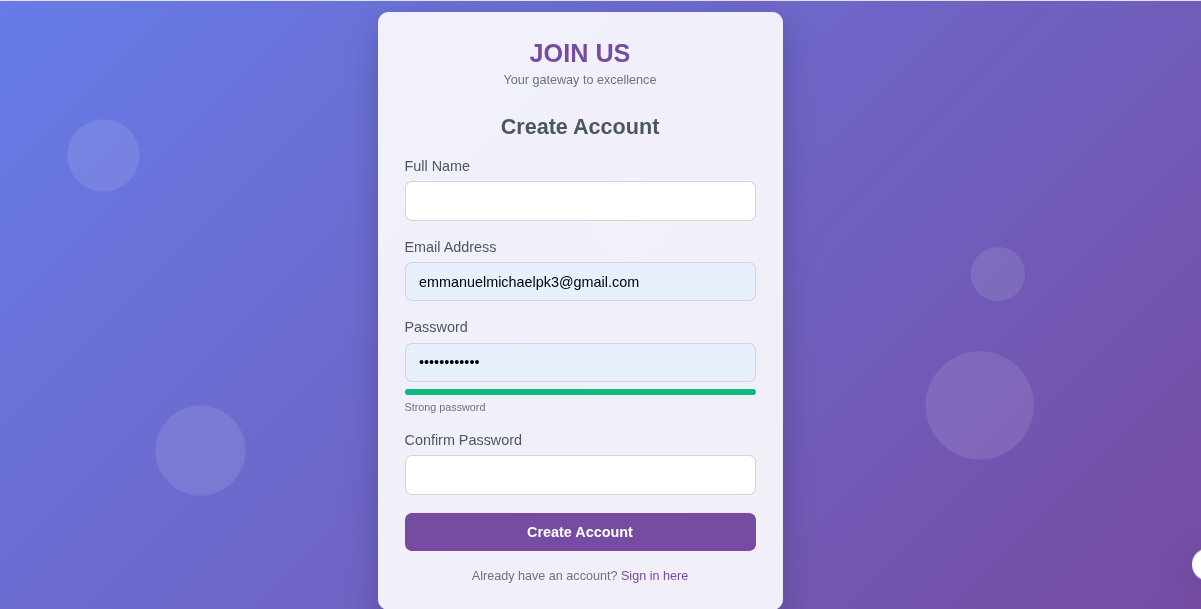 JOIN US
Your gateway to excellence
Create Account
Full Name
Email Address
emmanuelmichaelpk3@gmail.com
Password
••••••••••••
Strong password
Confirm Password
Create Account
Already have an account? Sign in here